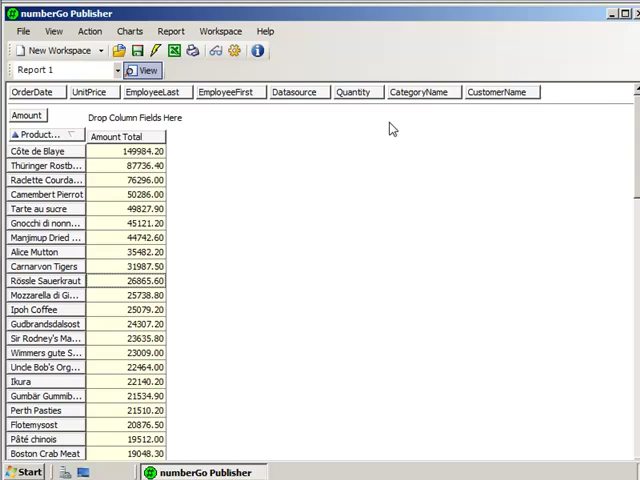 numberGo Publisher
File View Action Charts Report Workspace Help
New Workspace
Report 1 View
OrderDate UnitPrice EmployeeLast EmployeeFirst Datasource Quantity CategoryName CustomerName
Amount Drop Column Fields Here
Product... Amount Total
Côte de Blaye 149984.20
Thüringer Rostb... 87736.40
Raclette Courda... 76296.00
Camembert Pierrot 50286.00
Tarte au sucre 49827.90
Gnocchi di nonn... 45121.20
Manjimup Dried ... 44742.60
Alice Mutton 35482.20
Carnarvon Tigers 31987.50
Rössle Sauerkraut 26865.60
Mozzarella di Gi... 25738.80
Ipoh Coffee 25079.20
Gudbrandsdalsost 24307.20
Sir Rodney's Ma... 23635.80
Wimmers gute S... 23009.00
Uncle Bob's Org... 22464.00
Ikura 22140.20
Gumbär Gummib... 21534.90
Perth Pasties 21510.20
Flotemysost 20876.50
Pâté chinois 19512.00
Boston Crab Meat 19048.30
Start numberGo Publisher